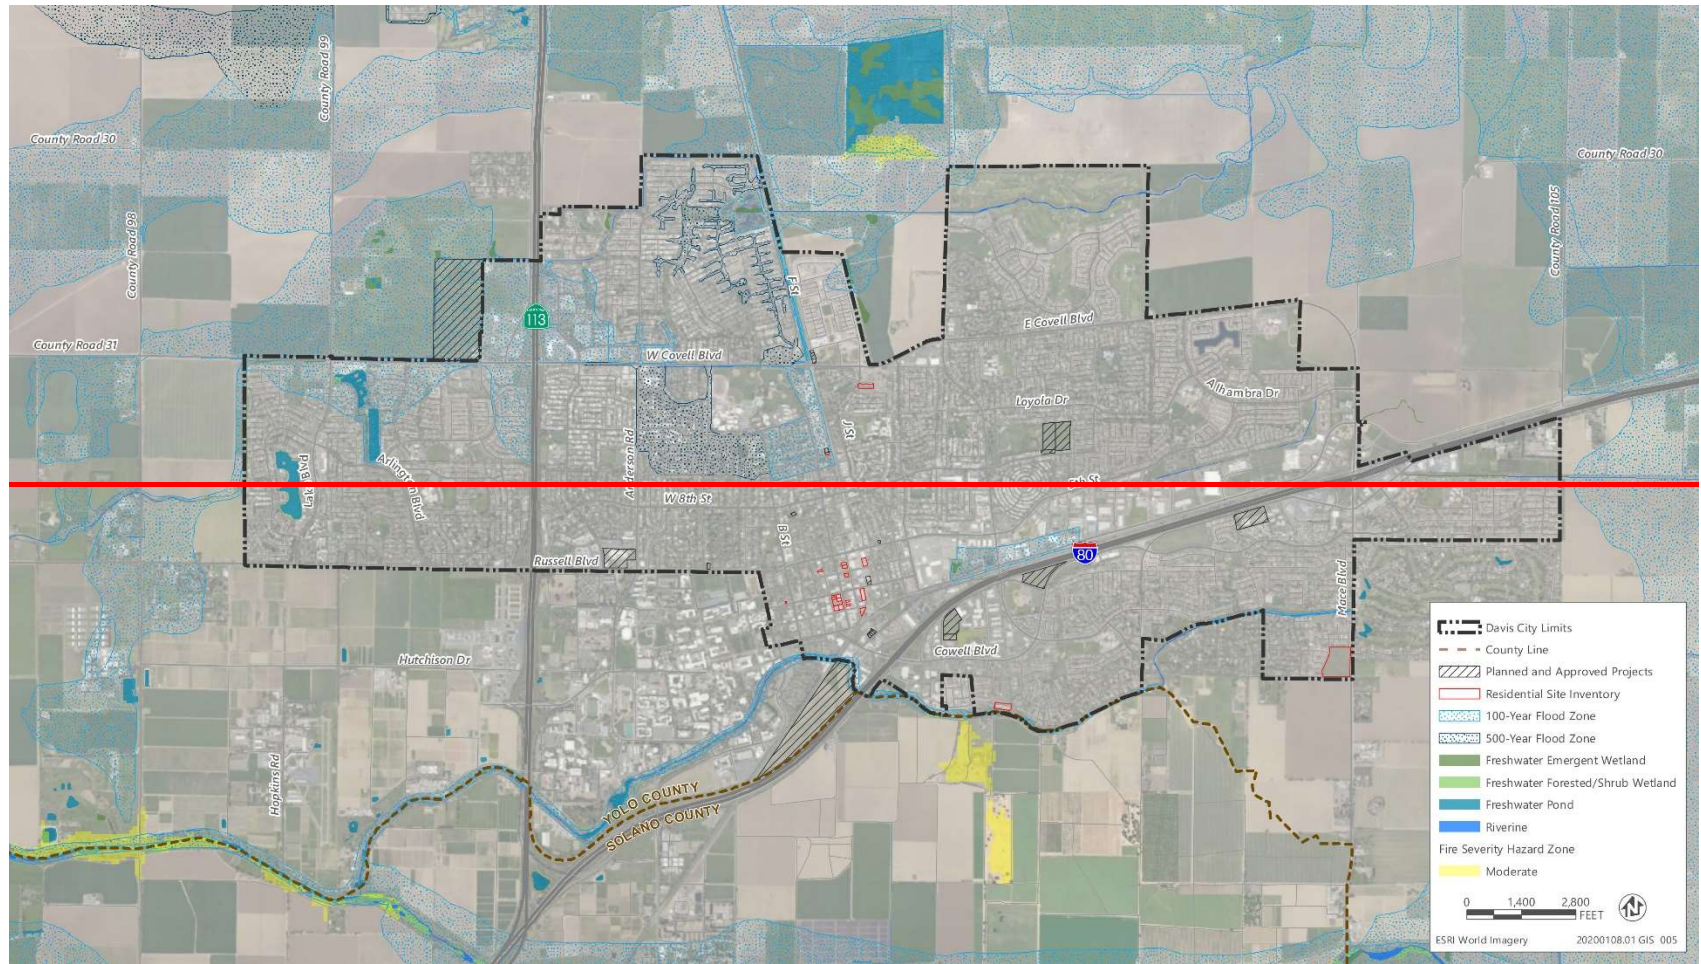 County Road 99
County Road 30
County Road 30
County Road 98
County Road 105
F St
113
E Covell Blvd
County Road 31
W Covell Blvd
Alhambra Dr
Loyola Dr
J St
Anderson Rd
Arlington Blvd
W 8th St
B St
Russell Blvd
80
Mace Blvd
Hutchison Dr
Cowell Blvd
Hopkins Rd
YOLO COUNTY
SOLANO COUNTY
Davis City Limits
County Line
Planned and Approved Projects
Residential Site Inventory
100-Year Flood Zone
500-Year Flood Zone
Freshwater Emergent Wetland
Freshwater Forested/Shrub Wetland
Freshwater Pond
Riverine
Fire Severity Hazard Zone
Moderate
0 1,400 2,800
FEET
N
ESRI World Imagery 20200108.01 GIS 005